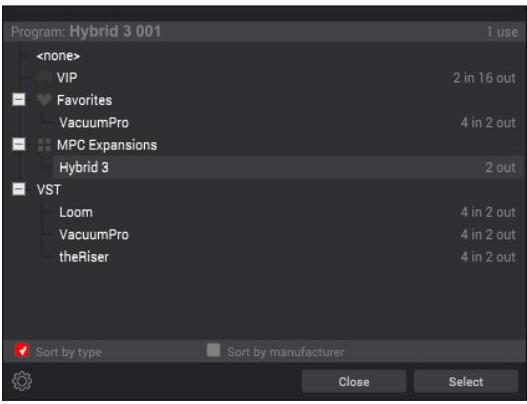 Program: Hybrid 3 001 1 use
<none>
VIP 2 in 16 out
Favorites
VacuumPro 4 in 2 out
MPC Expansions
Hybrid 3 2 out
VST
Loom 4 in 2 out
VacuumPro 4 in 2 out
theRiser 4 in 2 out
Sort by type Sort by manufacturer
Close Select